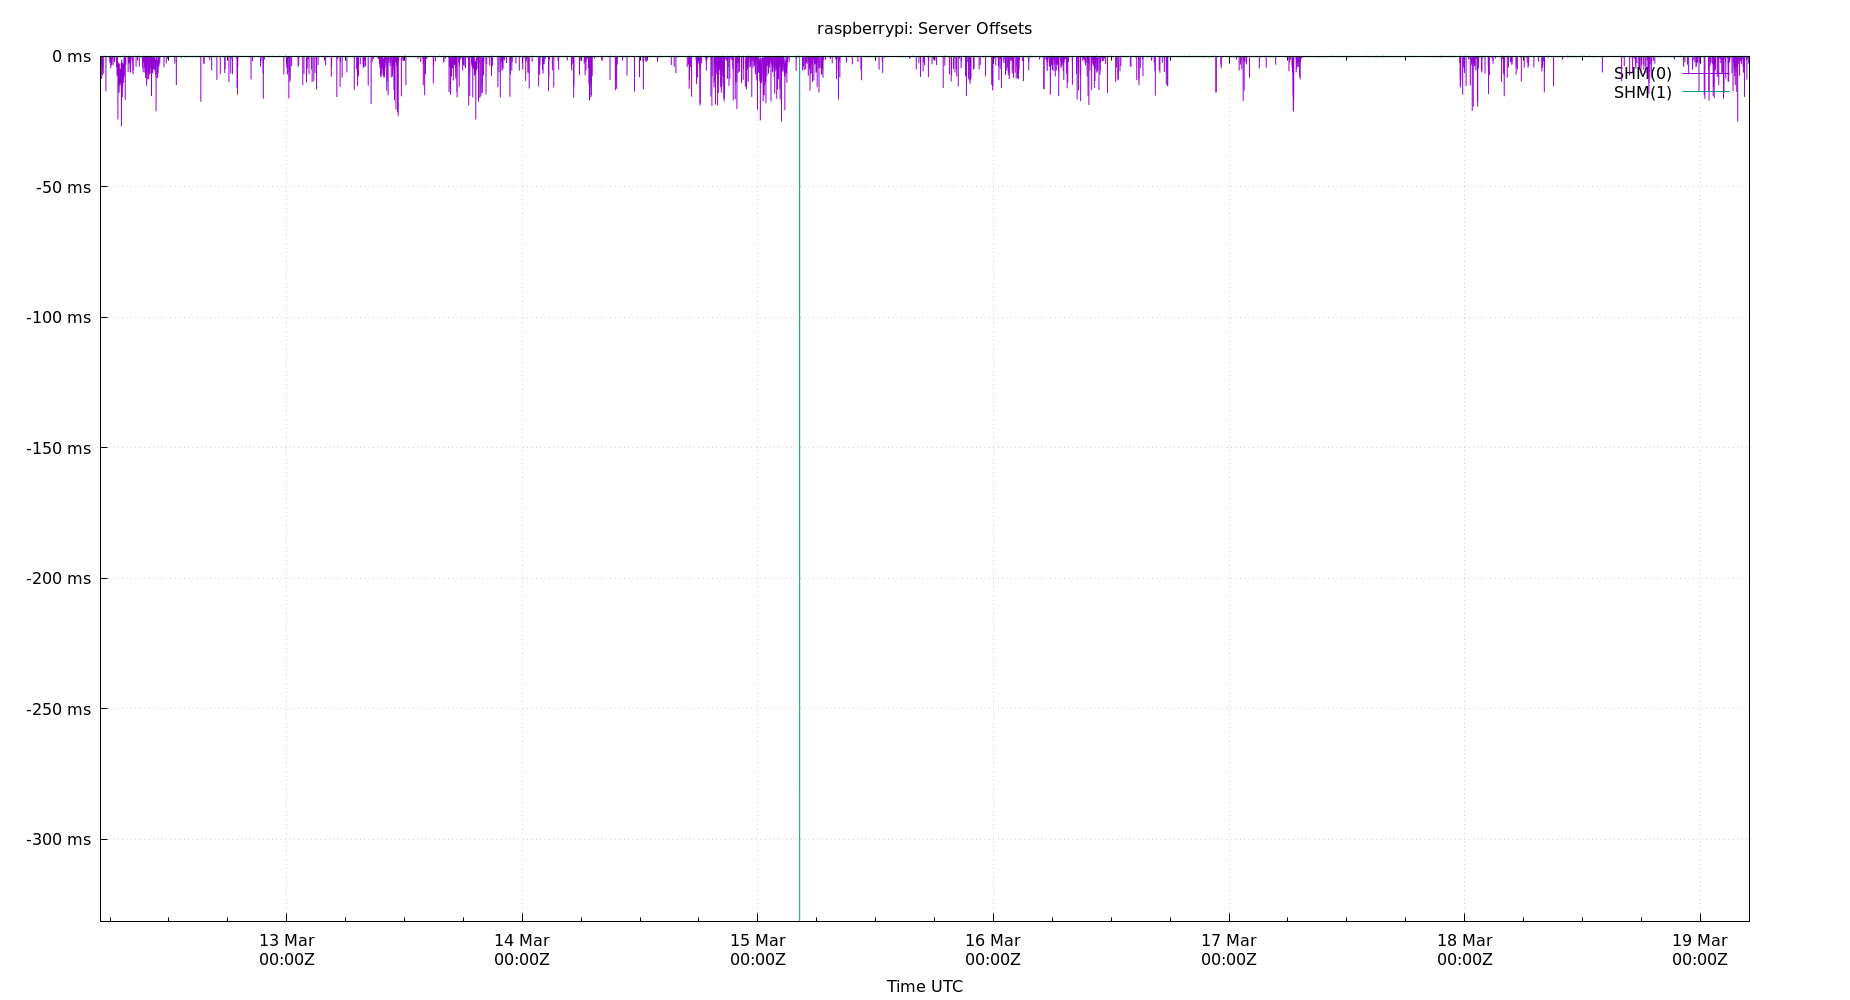 raspberrypi: Server Offsets
0 ms
SHM(0)
SHM(1)
-50 ms
-100 ms
-150 ms
-200 ms
-250 ms
-300 ms
13 Mar 14 Mar 15 Mar 16 Mar 17 Mar 18 Mar 19 Mar
00:00Z 00:00Z 00:00Z 00:00Z 00:00Z 00:00Z 00:00Z
Time UTC